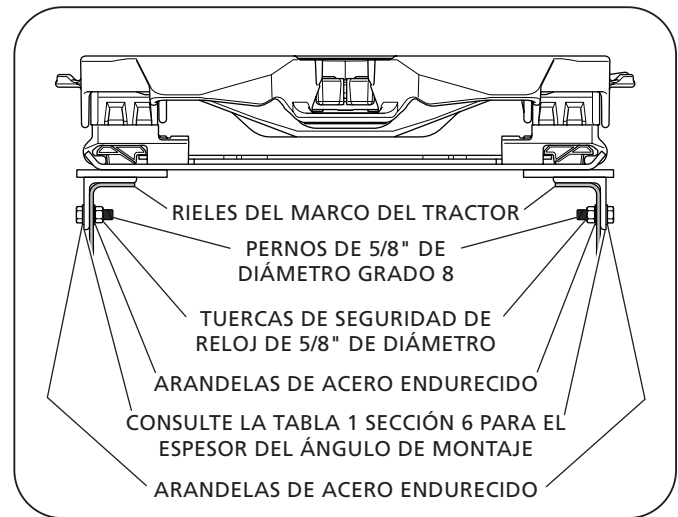 RIELES DEL MARCO DEL TRACTOR
PERNOS DE 5/8" DE
DIÁMETRO GRADO 8
TUERCAS DE SEGURIDAD DE
RELOJ DE 5/8" DE DIÁMETRO
ARANDELAS DE ACERO ENDURECIDO
CONSULTE LA TABLA 1 SECCIÓN 6 PARA EL
ESPESOR DEL ÁNGULO DE MONTAJE
ARANDELAS DE ACERO ENDURECIDO